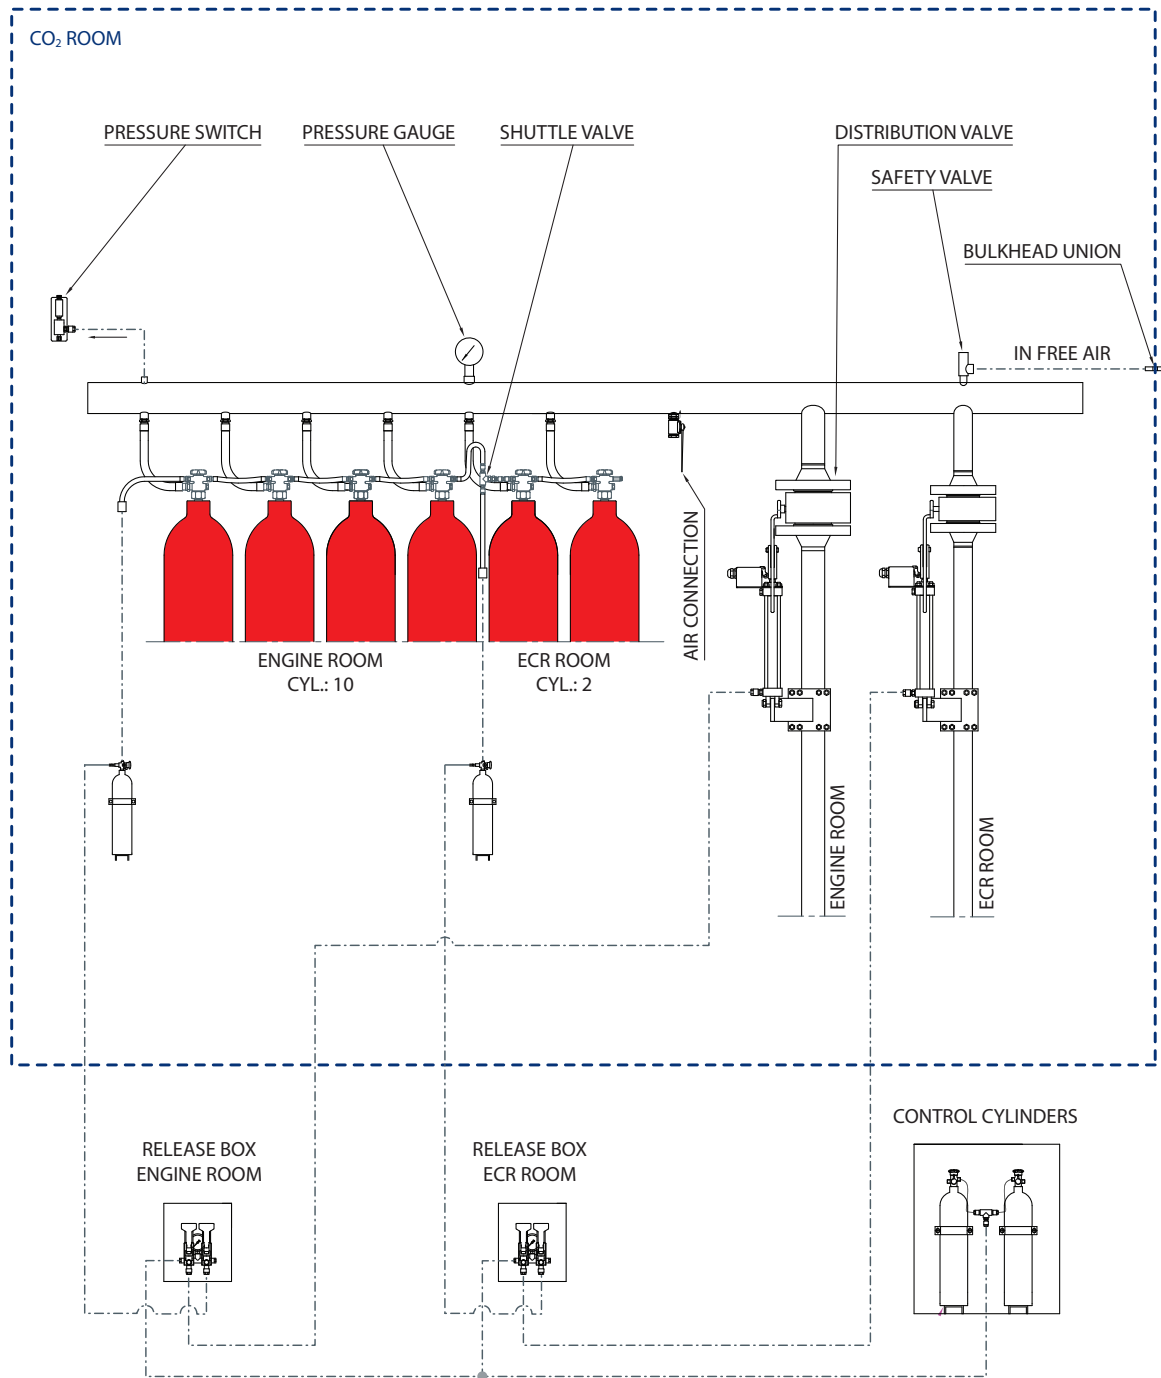 CO₂ ROOM
PRESSURE SWITCH
PRESSURE GAUGE
SHUTTLE VALVE
DISTRIBUTION VALVE
SAFETY VALVE
BULKHEAD UNION
IN FREE AIR
AIR CONNECTION
ENGINE ROOM
CYL.: 10
ECR ROOM
CYL.: 2
ENGINE ROOM
ECR ROOM
CONTROL CYLINDERS
RELEASE BOX
ENGINE ROOM
RELEASE BOX
ECR ROOM